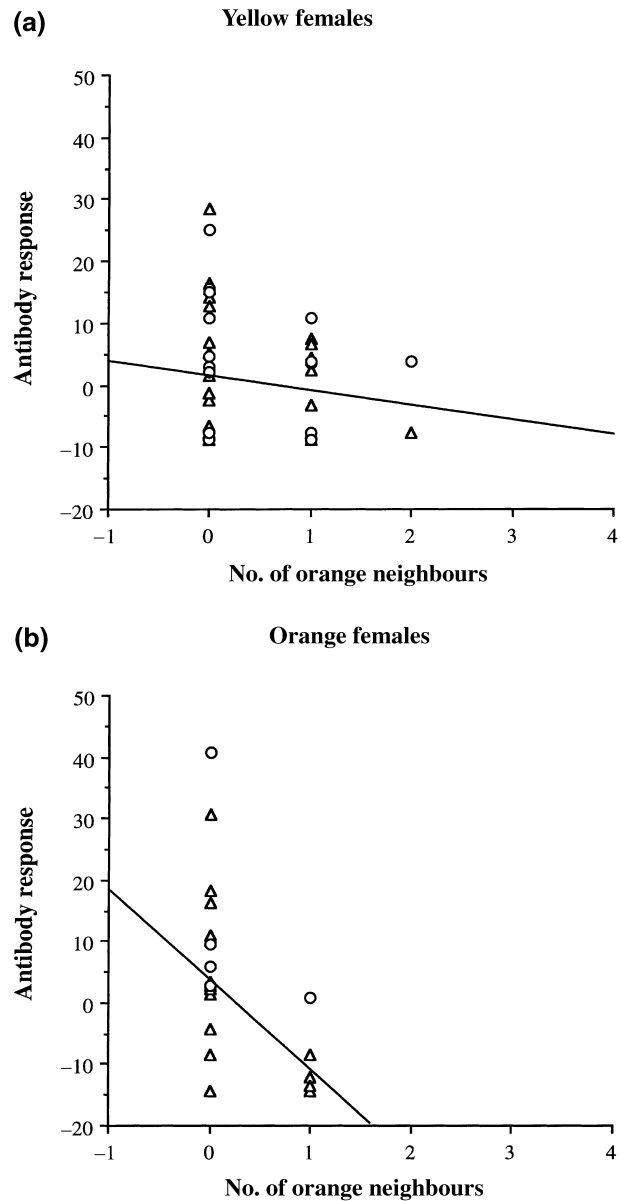 (a)
Yellow females
50
40
30
20
10
0
−10
−20
Antibody response
−1 0 1 2 3 4
No. of orange neighbours
(b)
Orange females
50
40
30
20
10
0
−10
−20
Antibody response
−1 0 1 2 3 4
No. of orange neighbours